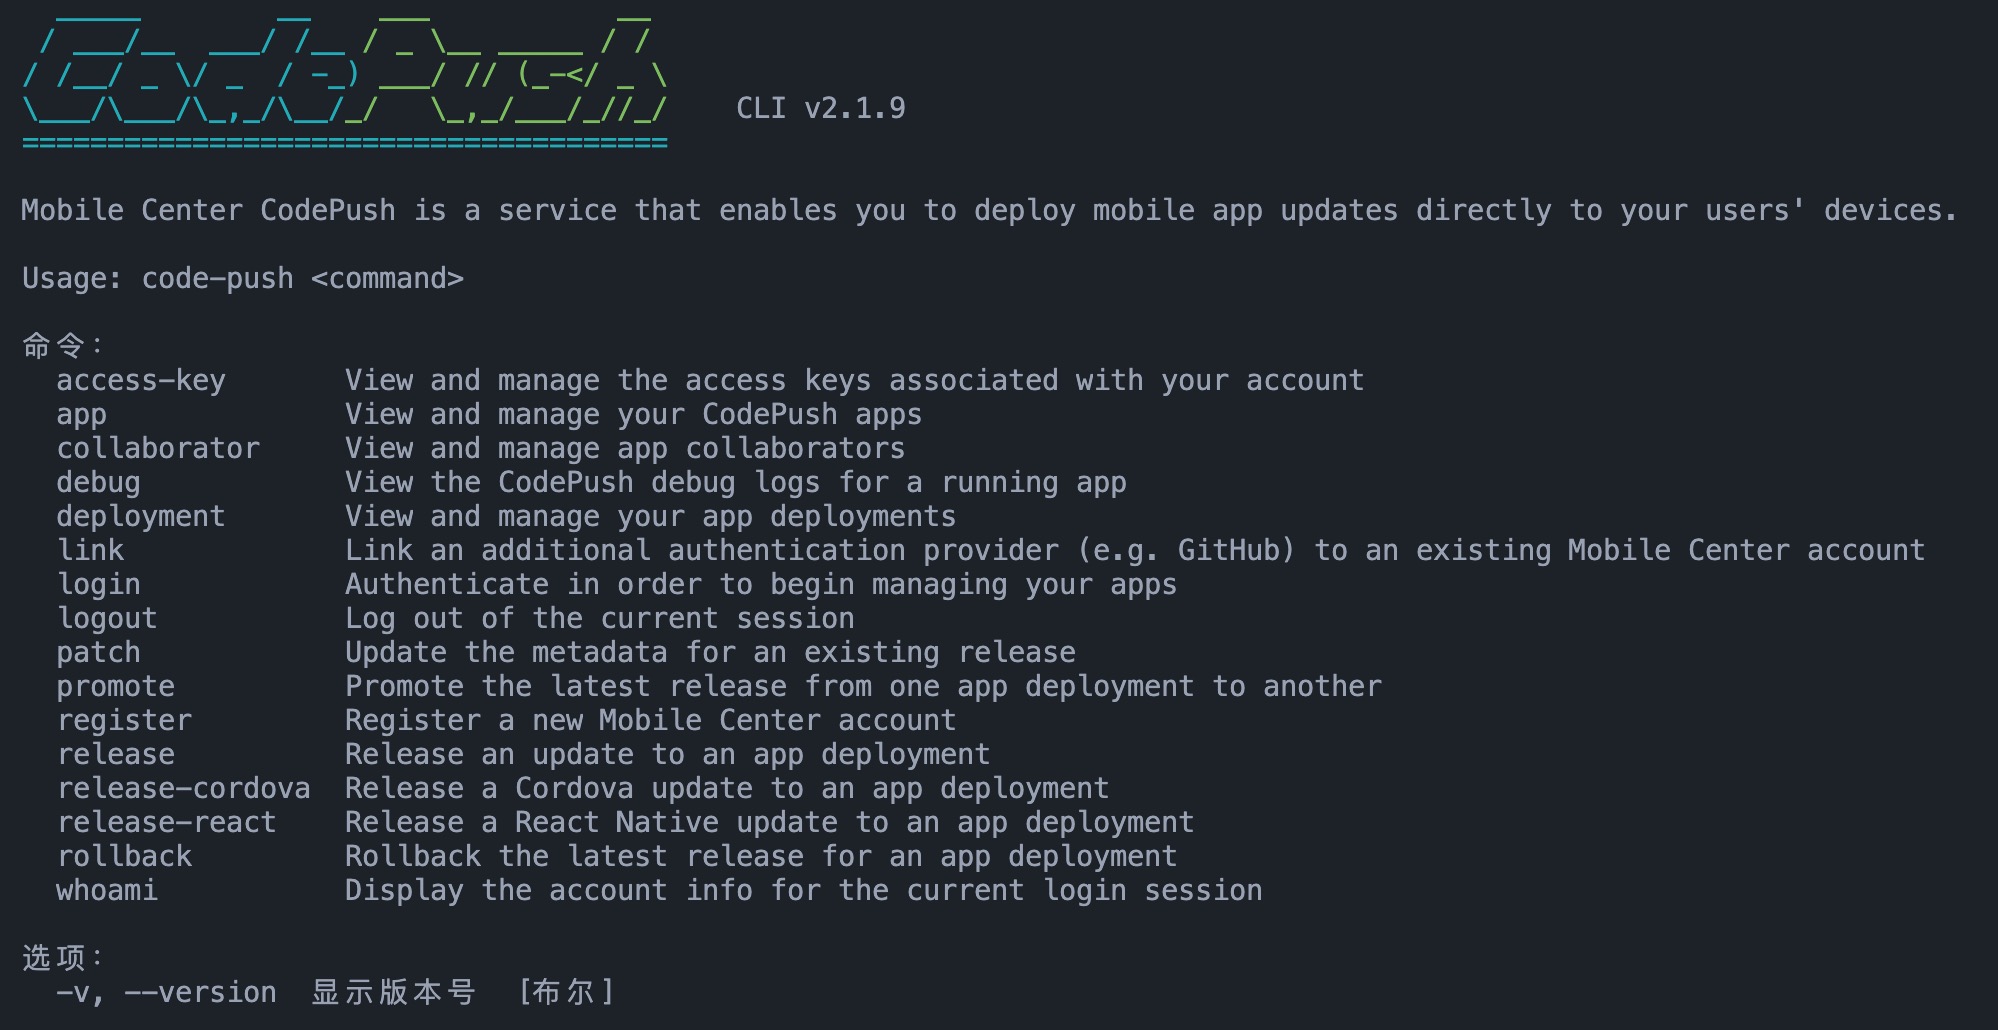 CodePush CLI v2.1.9
=====================================
Mobile Center CodePush is a service that enables you to deploy mobile app updates directly to your users' devices.
Usage: code-push <command>
命令：
access-key View and manage the access keys associated with your account
app View and manage your CodePush apps
collaborator View and manage app collaborators
debug View the CodePush debug logs for a running app
deployment View and manage your app deployments
link Link an additional authentication provider (e.g. GitHub) to an existing Mobile Center account
login Authenticate in order to begin managing your apps
logout Log out of the current session
patch Update the metadata for an existing release
promote Promote the latest release from one app deployment to another
register Register a new Mobile Center account
release Release an update to an app deployment
release-cordova Release a Cordova update to an app deployment
release-react Release a React Native update to an app deployment
rollback Rollback the latest release for an app deployment
whoami Display the account info for the current login session
选项：
-v, --version 显示版本号 [布尔]